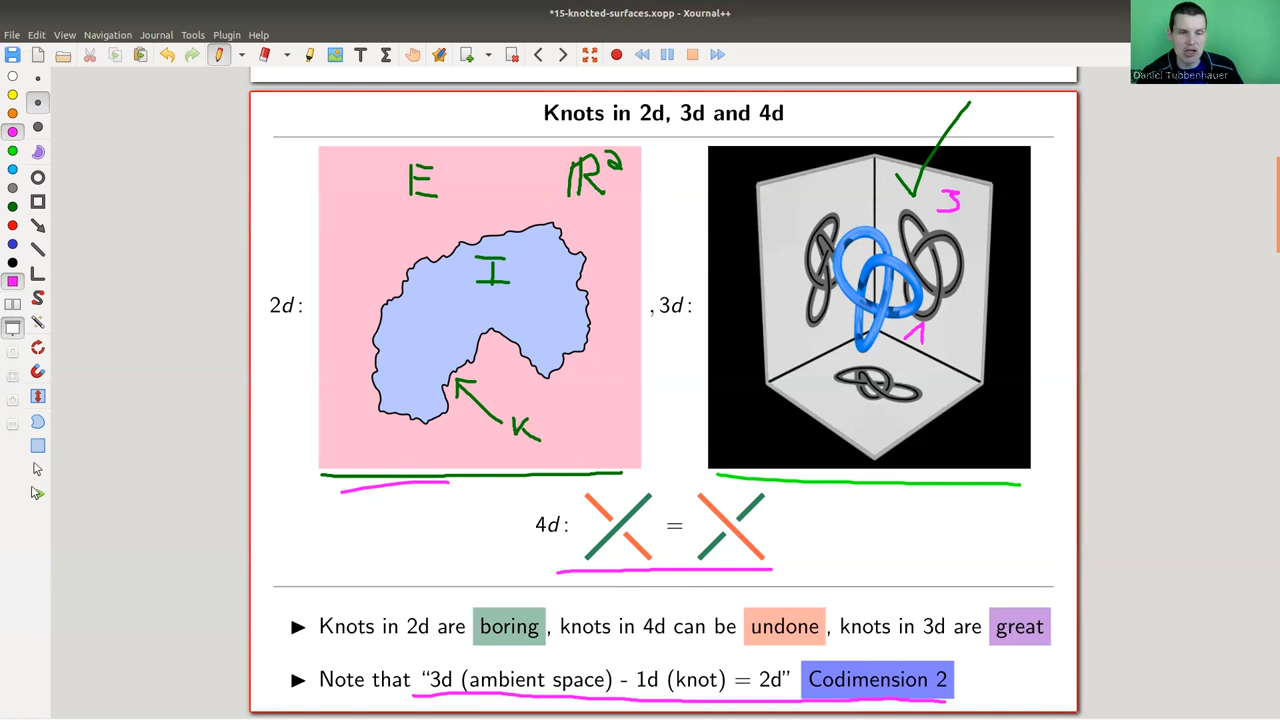 *15-knotted-surfaces.xopp - Xournal++
File Edit View Navigation Journal Tools Plugin Help
Daniel Tubbenhauer
Knots in 2d, 3d and 4d
E
ℝ²
I
K
3
1
2d: , 3d:
4d: =
▶ Knots in 2d are boring, knots in 4d can be undone, knots in 3d are great
▶ Note that “3d (ambient space) - 1d (knot) = 2d” Codimension 2